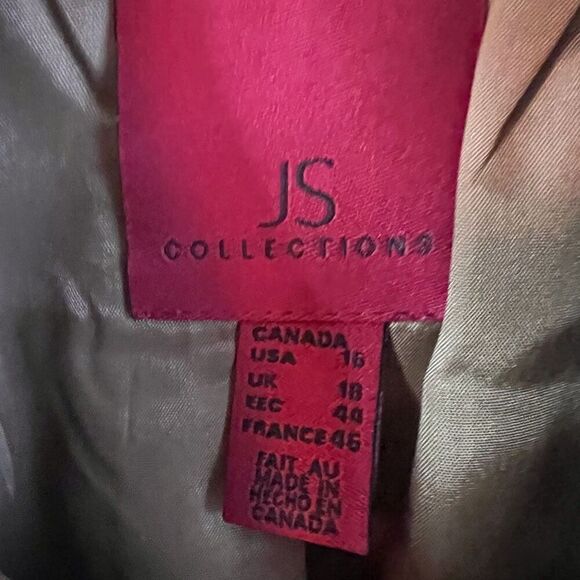 JS
COLLECTIONS
CANADA
USA 16
UK 18
EEC 44
FRANCE 46
FAIT AU
MADE IN
HECHO EN
CANADA